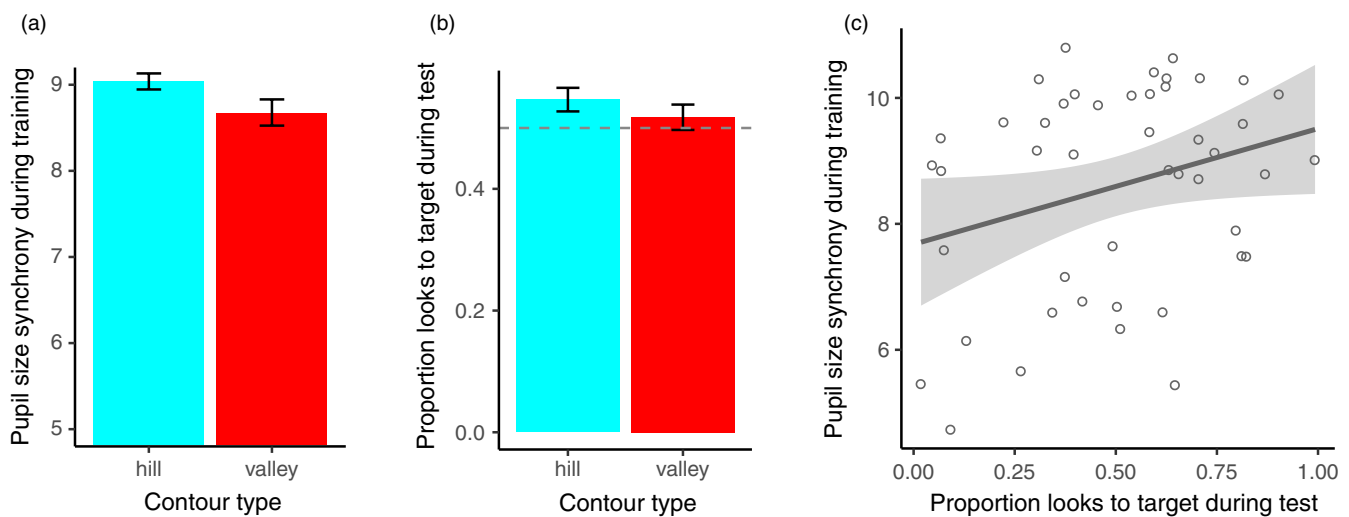 (a)
Pupil size synchrony during training
9
8
7
6
5
hill valley
Contour type
(b)
Proportion looks to target during test
0.4
0.2
0.0
hill valley
Contour type
(c)
Pupil size synchrony during training
10
8
6
0.00 0.25 0.50 0.75 1.00
Proportion looks to target during test